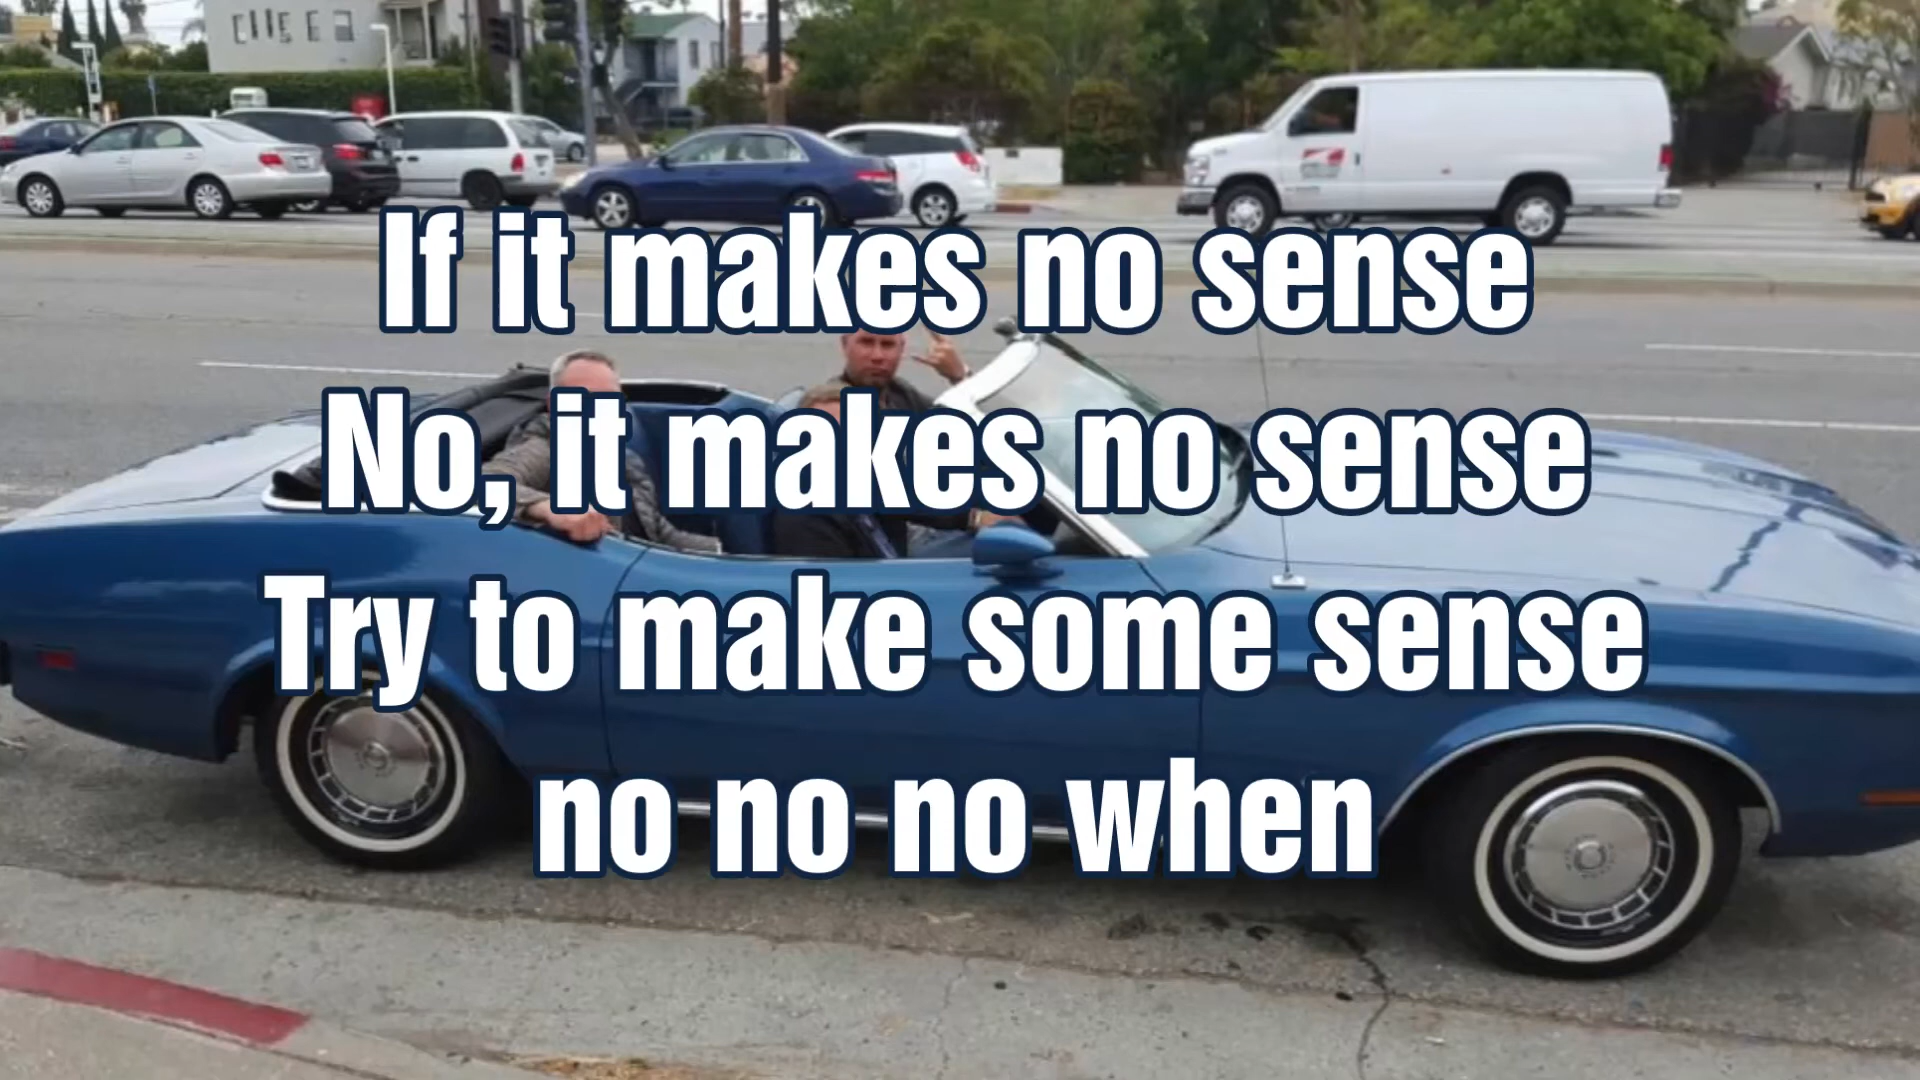 If it makes no sense
No, it makes no sense
Try to make some sense
no no no when